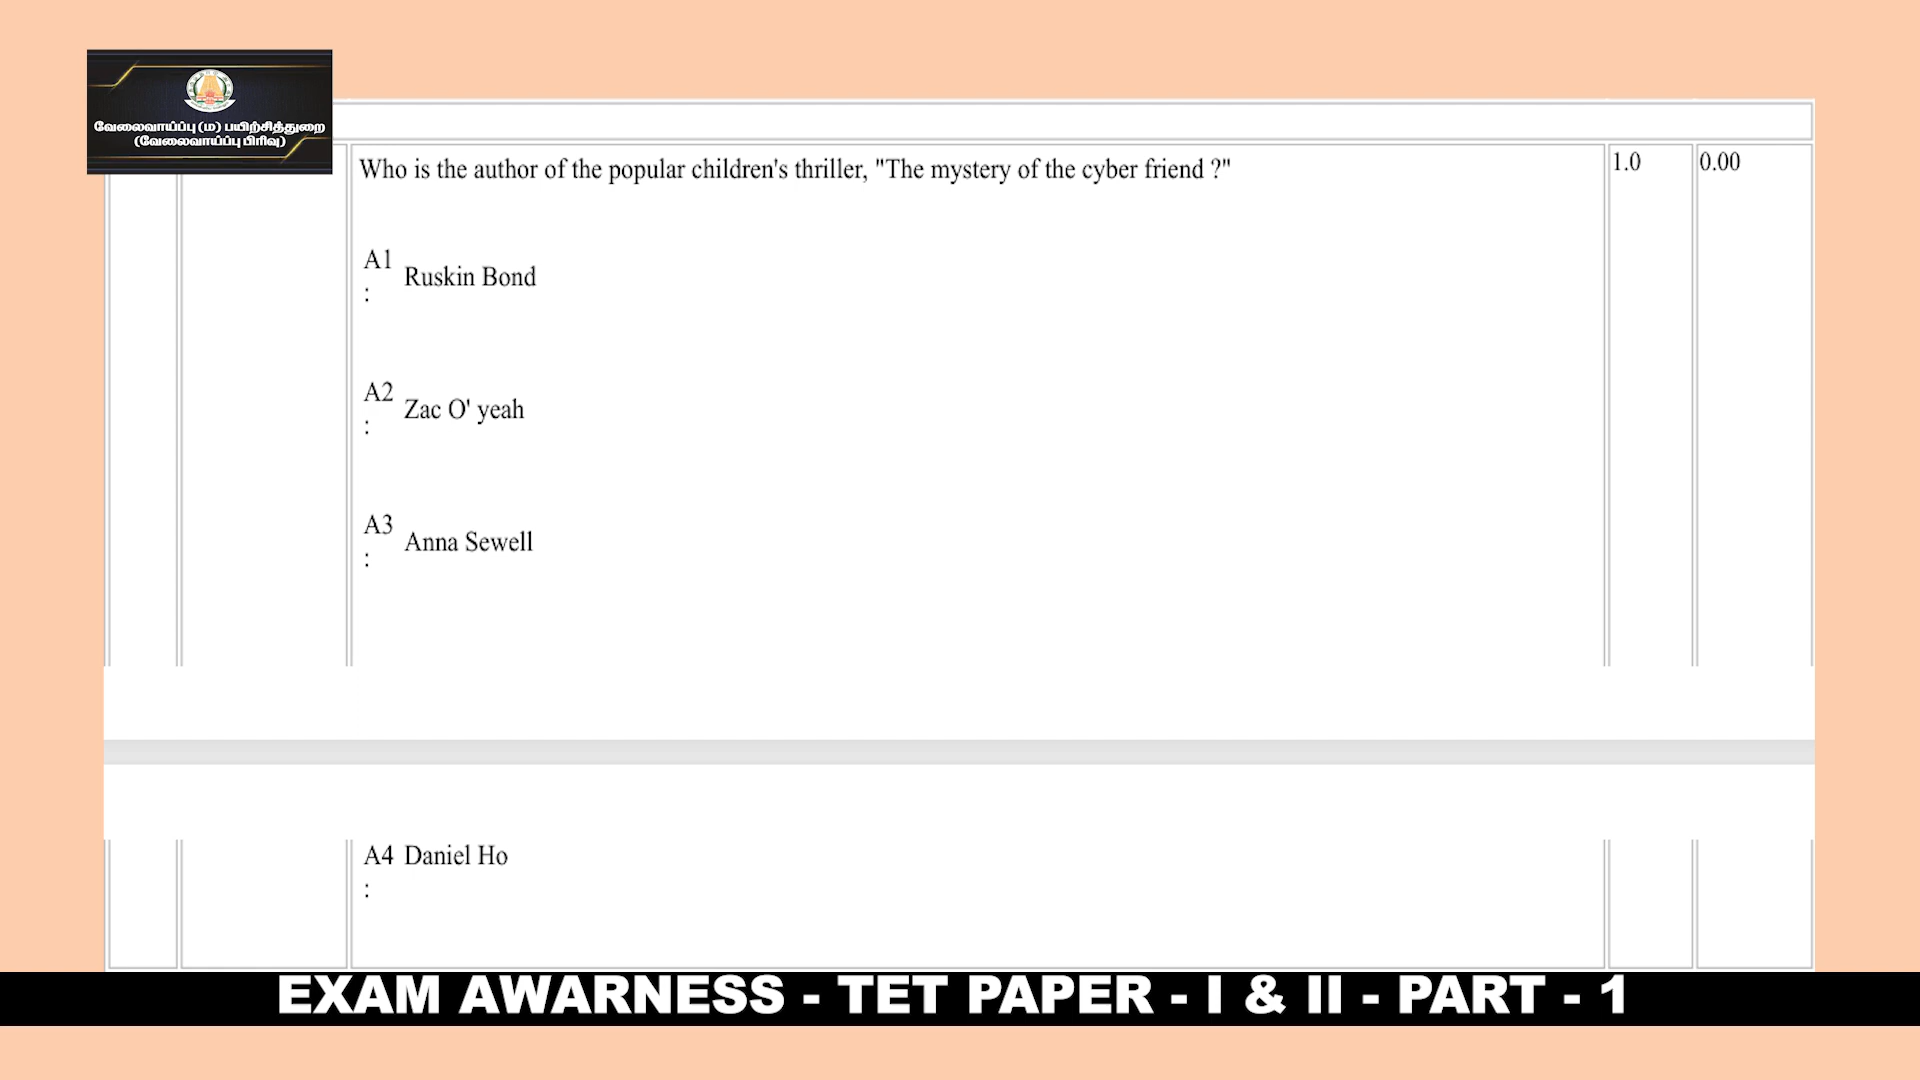 வேலைவாய்ப்பு (ம) பயிற்சித்துறை
(வேலைவாய்ப்பு பிரிவு)
Who is the author of the popular children's thriller, "The mystery of the cyber friend ?"
1.0
0.00
A1
:
Ruskin Bond
A2
:
Zac O' yeah
A3
:
Anna Sewell
A4
:
Daniel Ho
EXAM AWARNESS - TET PAPER - I & II - PART - 1